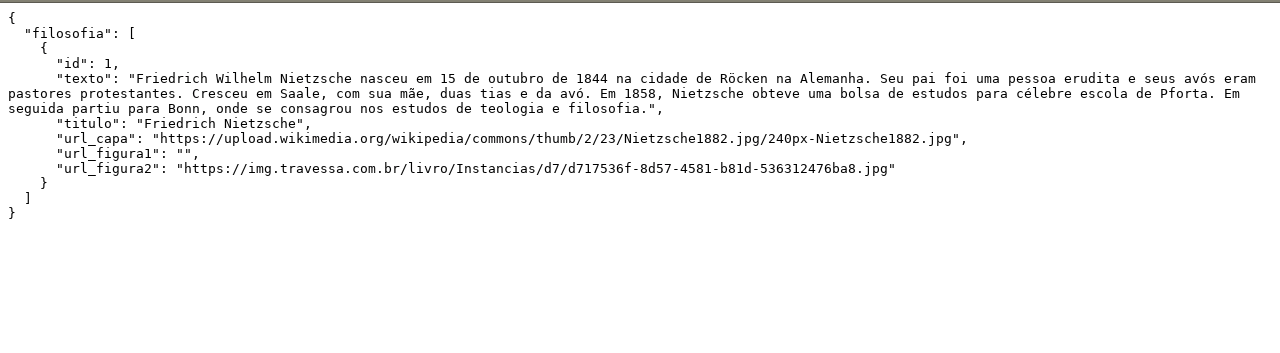 {
  "filosofia": [
    {
      "id": 1,
      "texto": "Friedrich Wilhelm Nietzsche nasceu em 15 de outubro de 1844 na cidade de Röcken na Alemanha. Seu pai foi uma pessoa erudita e seus avós eram
pastores protestantes. Cresceu em Saale, com sua mãe, duas tias e da avó. Em 1858, Nietzsche obteve uma bolsa de estudos para célebre escola de Pforta. Em
seguida partiu para Bonn, onde se consagrou nos estudos de teologia e filosofia.",
      "titulo": "Friedrich Nietzsche",
      "url_capa": "https://upload.wikimedia.org/wikipedia/commons/thumb/2/23/Nietzsche1882.jpg/240px-Nietzsche1882.jpg",
      "url_figura1": "",
      "url_figura2": "https://img.travessa.com.br/livro/Instancias/d7/d717536f-8d57-4581-b81d-536312476ba8.jpg"
    }
  ]
}